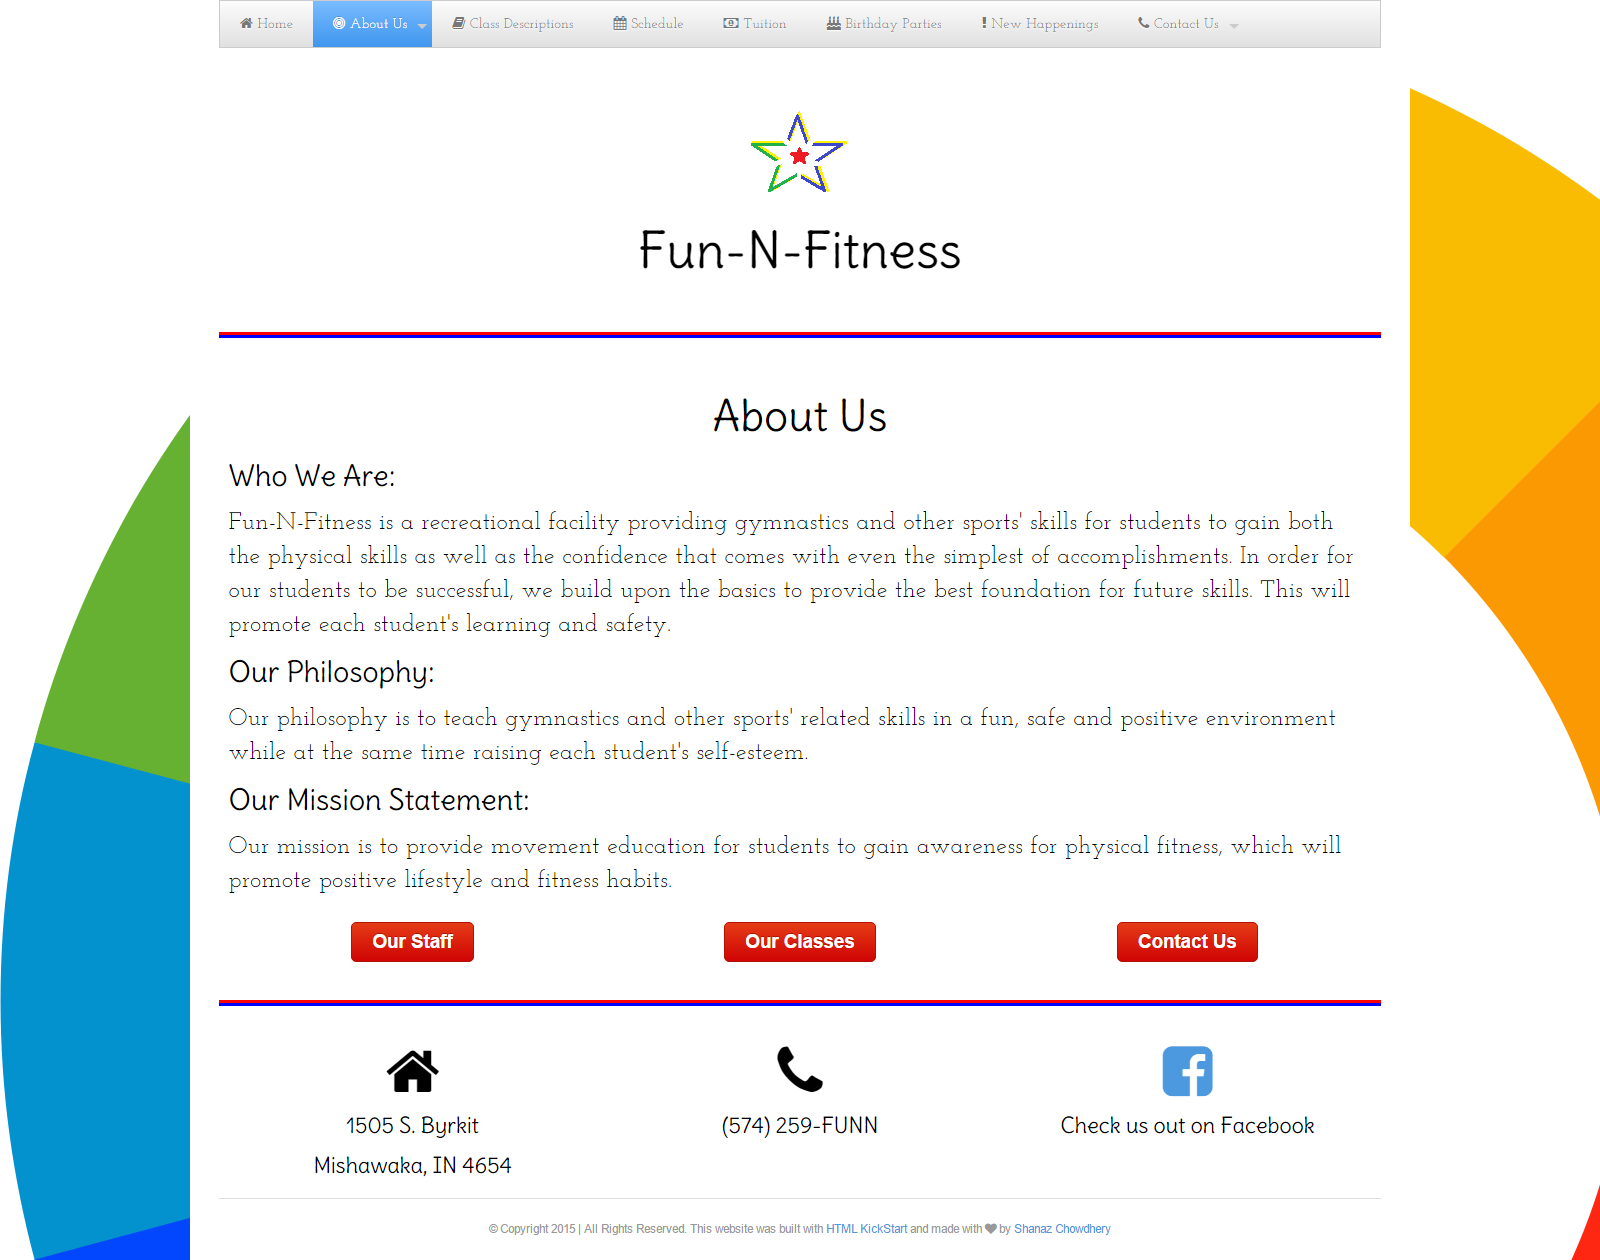 Home About Us Class Descriptions Schedule Tuition Birthday Parties New Happenings Contact Us
Fun-N-Fitness
About Us
Who We Are:
Fun-N-Fitness is a recreational facility providing gymnastics and other sports' skills for students to gain both
the physical skills as well as the confidence that comes with even the simplest of accomplishments. In order for
our students to be successful, we build upon the basics to provide the best foundation for future skills. This will
promote each student's learning and safety.
Our Philosophy:
Our philosophy is to teach gymnastics and other sports' related skills in a fun, safe and positive environment
while at the same time raising each student's self-esteem.
Our Mission Statement:
Our mission is to provide movement education for students to gain awareness for physical fitness, which will
promote positive lifestyle and fitness habits.
Our Staff Our Classes Contact Us
1505 S. Byrkit
Mishawaka, IN 4654
(574) 259-FUNN
Check us out on Facebook
© Copyright 2015 | All Rights Reserved. This website was built with HTML KickStart and made with by Shanaz Chowdhery